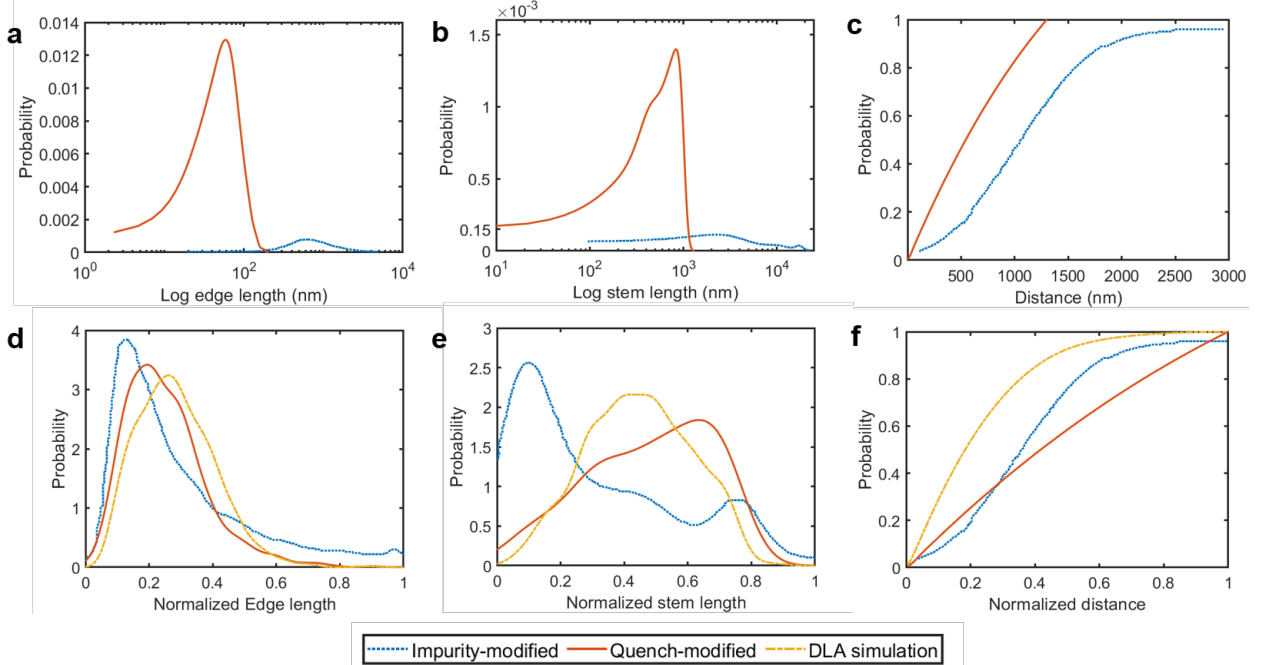 a
0.014
0.012
0.01
0.008
0.006
0.004
0.002
0
Probability
10^0
10^2
10^4
Log edge length (nm)
b
×10^-3
1.5
1
0.5
0.15
0
Probability
10^1
10^2
10^3
10^4
Log stem length (nm)
c
1
0.8
0.6
0.4
0.2
0
Probability
500 1000 1500 2000 2500 3000
Distance (nm)
d
4
3
2
1
0
Probability
0 0.2 0.4 0.6 0.8 1
Normalized Edge length
e
3
2.5
2
1.5
1
0.5
0
Probability
0 0.2 0.4 0.6 0.8 1
Normalized stem length
f
1
0.8
0.6
0.4
0.2
0
Probability
0 0.2 0.4 0.6 0.8 1
Normalized distance
Impurity-modified Quench-modified DLA simulation